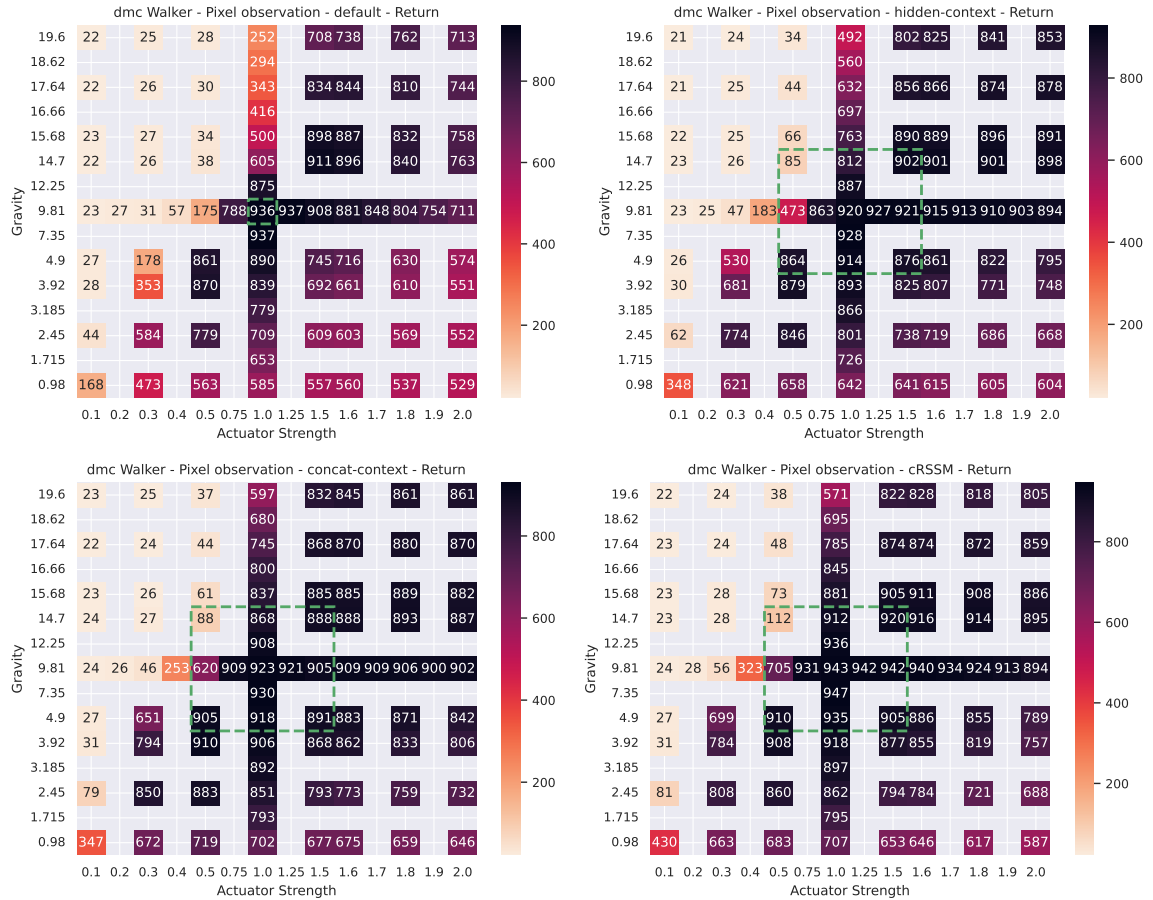 dmc Walker - Pixel observation - default - Return
19.6 22 25 28 252 708 738 762 713
18.62 294
17.64 22 26 30 343 834 844 810 744
16.66 416
15.68 23 27 34 500 898 887 832 758
14.7 22 26 38 605 911 896 840 763
12.25 875
9.81 23 27 31 57 175 788 936 937 908 881 848 804 754 711
7.35 937
4.9 27 178 861 890 745 716 630 574
3.92 28 353 870 839 692 661 610 551
3.185 779
2.45 44 584 779 709 609 603 569 552
1.715 653
0.98 168 473 563 585 557 560 537 529
0.1 0.2 0.3 0.4 0.5 0.75 1.0 1.25 1.5 1.6 1.7 1.8 1.9 2.0
Actuator Strength
Gravity
800
600
400
200
dmc Walker - Pixel observation - hidden-context - Return
19.6 21 24 34 492 802 825 841 853
18.62 560
17.64 22 25 44 632 856 866 874 878
16.66 697
15.68 22 25 66 763 890 889 896 891
14.7 23 26 85 812 902 901 901 898
12.25 887
9.81 23 25 47 183 473 863 920 927 921 915 913 910 903 894
7.35 928
4.9 26 530 864 914 876 861 822 795
3.92 30 681 879 893 825 807 771 748
3.185 866
2.45 62 774 846 801 738 719 686 668
1.715 726
0.98 348 621 658 642 641 615 605 604
0.1 0.2 0.3 0.4 0.5 0.75 1.0 1.25 1.5 1.6 1.7 1.8 1.9 2.0
Actuator Strength
Gravity
800
600
400
200
dmc Walker - Pixel observation - concat-context - Return
19.6 23 25 37 597 832 845 861 861
18.62 680
17.64 22 24 44 745 868 870 880 870
16.66 800
15.68 23 26 61 837 885 885 889 882
14.7 24 27 88 868 888 888 893 887
12.25 908
9.81 24 26 46 253 620 909 923 921 905 909 909 906 900 902
7.35 930
4.9 27 651 905 918 891 883 871 842
3.92 31 794 910 906 868 862 833 806
3.185 892
2.45 79 850 883 851 793 773 759 732
1.715 793
0.98 347 672 719 702 677 675 659 646
0.1 0.2 0.3 0.4 0.5 0.75 1.0 1.25 1.5 1.6 1.7 1.8 1.9 2.0
Actuator Strength
Gravity
800
600
400
200
dmc Walker - Pixel observation - cRSSM - Return
19.6 22 24 38 571 822 828 818 805
18.62 695
17.64 23 24 48 785 874 874 872 859
16.66 845
15.68 23 28 73 881 905 911 908 886
14.7 23 28 112 912 920 916 914 895
12.25 936
9.81 24 28 56 323 705 931 943 942 942 940 934 924 913 894
7.35 947
4.9 27 699 910 935 905 886 855 789
3.92 31 784 908 918 877 855 819 757
3.185 897
2.45 81 808 860 862 794 784 721 688
1.715 795
0.98 430 663 683 707 653 646 617 587
0.1 0.2 0.3 0.4 0.5 0.75 1.0 1.25 1.5 1.6 1.7 1.8 1.9 2.0
Actuator Strength
Gravity
800
600
400
200